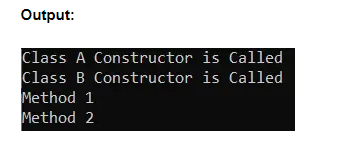 Output:
Class A Constructor is Called
Class B Constructor is Called
Method 1
Method 2